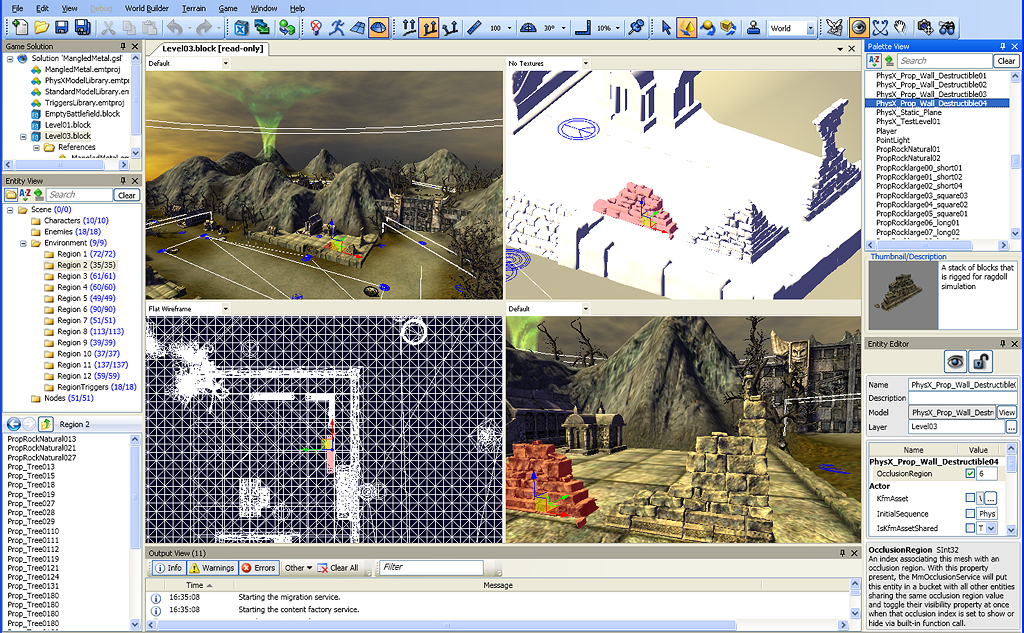 File Edit View Debug World Builder Terrain Game Window Help
100 30° 10% World
Game Solution
Solution 'MangledMetal.gsl'
MangledMetal.emtproj
PhysXModelLibrary.emtpr
StandardModelLibrary.en
TriggersLibrary.emtproj
EmptyBattlefield.block
Level01.block
Level03.block
References
MangledMetal.em
Entity View
Search Clear
Scene (0/0)
Characters (10/10)
Enemies (18/18)
Environment (9/9)
Region 1 (72/72)
Region 2 (35/35)
Region 3 (61/61)
Region 4 (60/60)
Region 5 (49/49)
Region 6 (90/90)
Region 7 (51/51)
Region 8 (113/113)
Region 9 (39/39)
Region 10 (37/37)
Region 11 (137/137)
Region 12 (59/59)
RegionTriggers (18/18)
Nodes (51/51)
Region 2
PropRockNatural013
PropRockNatural021
PropRockNatural027
Prop_Tree013
Prop_Tree015
Prop_Tree018
Prop_Tree019
Prop_Tree027
Prop_Tree028
Prop_Tree029
Prop_Tree0110
Prop_Tree0111
Prop_Tree0112
Prop_Tree0119
Prop_Tree0121
Prop_Tree0124
Prop_Tree0131
Prop_Tree0180
Prop_Tree0180
Prop_Tree0180
Prop_Tree0180
Level03.block [read-only]
Default
No Textures
Flat Wireframe
Default
Output View (11)
Info Warnings Errors Other Clear All Filter
Time Message
16:35:08 Starting the migration service.
16:35:08 Starting the content factory service.
Palette View
Search Clear
PhysX_Prop_Wall_Destructible01
PhysX_Prop_Wall_Destructible02
PhysX_Prop_Wall_Destructible03
PhysX_Prop_Wall_Destructible04
PhysX_Static_Plane
PhysX_TestLevel01
Player
PointLight
PropRockNatural01
PropRockNatural02
PropRocklarge00_short01
PropRocklarge01_short02
PropRocklarge02_short04
PropRocklarge03_square03
PropRocklarge04_square02
PropRocklarge05_square01
PropRocklarge06_long01
PropRocklarge07_long02
Thumbnail/Description
A stack of blocks that
is rigged for ragdoll
simulation
Entity Editor
Name PhysX_Prop_Wall_Destructible
Description
Model PhysX_Prop_Wall_Destr View
Layer Level03 ...
Name Value
PhysX_Prop_Wall_Destructible04
OcclusionRegion 6
Actor
KfmAsset \ ...
InitialSequence Phys
IsKfmAssetShared T
OcclusionRegion SInt32
An index associating this mesh with an
occlusion region. With this property
present, the MmOcclusionService will put
this entity in a bucket with all other entities
sharing the same occlusion region value
and toggle their visibility property at once
when that occlusion index is set to show or
hide via built-in function call.